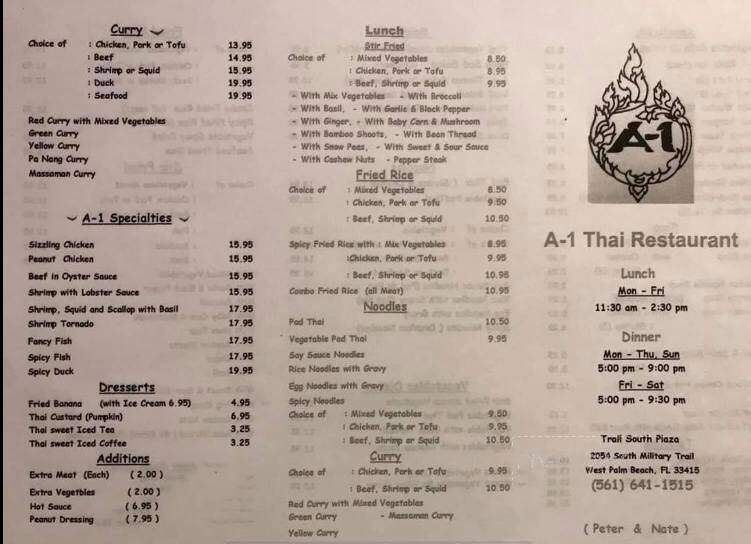 Curry
Choice of : Chicken, Pork or Tofu 13.95
: Beef 14.95
: Shrimp or Squid 15.95
: Duck 19.95
: Seafood 19.95
Red Curry with Mixed Vegetables
Green Curry
Yellow Curry
Pa Nang Curry
Massaman Curry
A-1 Specialties
Sizzling Chicken 15.95
Peanut Chicken 15.95
Beef in Oyster Sauce 15.95
Shrimp with Lobster Sauce 15.95
Shrimp, Squid and Scallop with Basil 17.95
Shrimp Tornado 17.95
Fancy Fish 17.95
Spicy Fish 17.95
Spicy Duck 19.95
Dresserts
Fried Banana (with Ice Cream 6.95) 4.95
Thai Custard (Pumpkin) 6,95
Thai sweet Iced Tea 3.25
Thai sweet Iced Coffee 3.25
Additions
Extra Meat (Each) ( 2.00 )
Extra Vegetbles ( 2.00 )
Hot Sauce ( 6.95 )
Peanut Dressing ( 7.95 )
Lunch
Stir Fried
Choice of : Mixed Vegetables 8.50
: Chicken, Pork or Tofu 8.95
: Beef, Shrimp or Squid 9.95
- With Mix Vegetables - With Broccoli
- With Basil, - With Garlic & Black Pepper
- With Ginger, - With Baby Corn & Mushroom
- With Bamboo Shoots, - With Bean Thread
- With Snow Peas, - With Sweet & Sour Sauce
- With Cashew Nuts - Pepper Steak
Fried Rice
Choice of : Mixed Vegetables 8.50
: Chicken, Pork or Tofu 9.50
: Beef, Shrimp or Squid 10.50
Spicy Fried Rice with : Mix Vegetables 8.95
:Chicken, Pork or Tofu 9.95
: Beef, Shrimp or Squid 10.95
Combo Fried Rice (all Meat) 10.95
Noodles
Pad Thai 10.50
Vegetable Pad Thai 9.95
Soy Sauce Noodles
Rice Noodles with Gravy
Egg Noodles with Gravy
Spicy Noodles
Choice of : Mixed Vegetables 9.50
: Chicken, Pork or Tofu 9.50
: Beef, Shrimp or Squid 10.50
Curry
Choice of : Chicken, Pork or Tofu 9.95
: Beef, Shrimp or Squid 10.50
Red Curry with Mixed Vegetables
Green Curry - Massaman Curry
Yellow Curry
A-1
A-1 Thai Restaurant
Lunch
Mon - Fri
11:30 am - 2:30 pm
Dinner
Mon - Thu, Sun
5:00 pm - 9:00 pm
Fri - Sat
5:00 pm - 9:30 pm
Trail South Plaza
2054 South Military Trail
West Palm Beach, FL 33415
(561) 641-1515
( Peter & Nate )